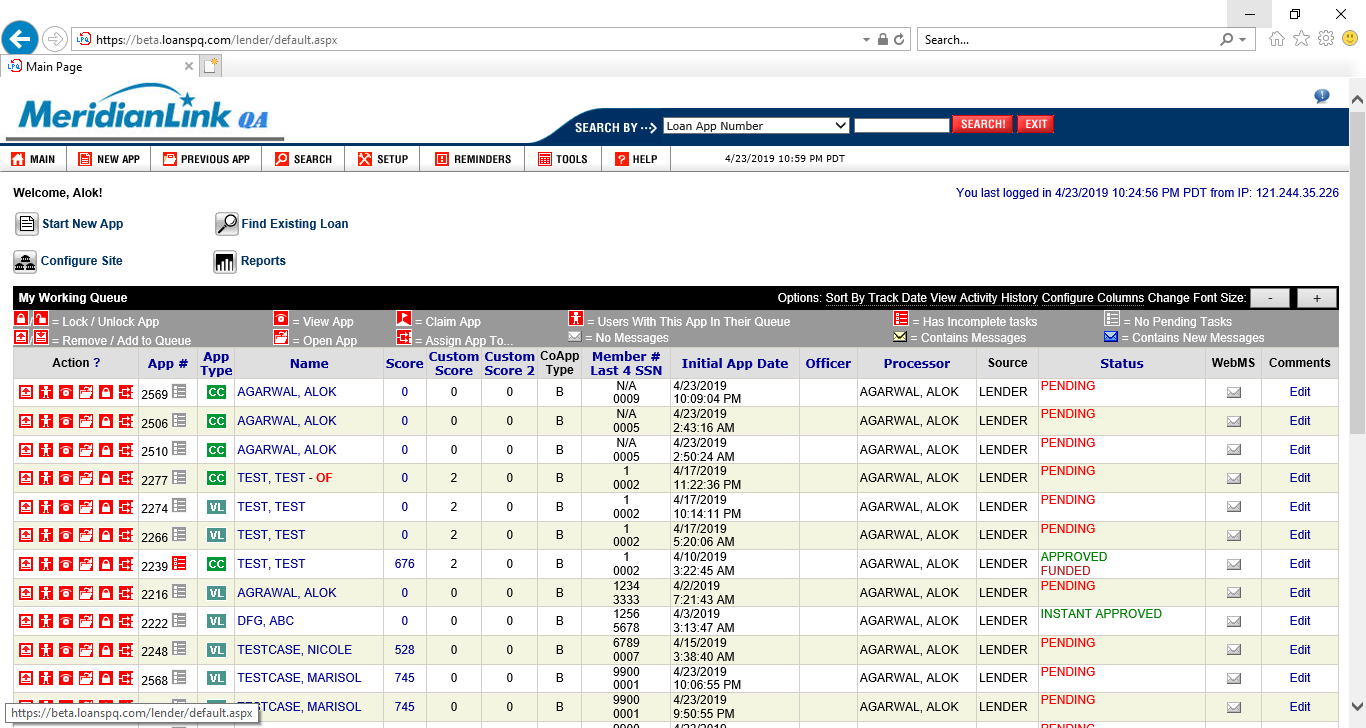 https://beta.loanspq.com/lender/default.aspx
Search...
Main Page
MeridianLink QA
SEARCH BY Loan App Number SEARCH! EXIT
MAIN NEW APP PREVIOUS APP SEARCH SETUP REMINDERS TOOLS HELP 4/23/2019 10:59 PM PDT
Welcome, Alok! You last logged in 4/23/2019 10:24:56 PM PDT from IP: 121.244.35.226
Start New App Find Existing Loan
Configure Site Reports
My Working Queue Options: Sort By Track Date View Activity History Configure Columns Change Font Size: - +
/ = Lock / Unlock App = View App = Claim App = Users With This App In Their Queue = Has Incomplete tasks = No Pending Tasks
/ = Remove / Add to Queue = Open App = Assign App To... = No Messages = Contains Messages = Contains New Messages
Action ? App # App Type Name Score Custom Score Custom Score 2 CoApp Type Member # Last 4 SSN Initial App Date Officer Processor Source Status WebMS Comments
2569 CC AGARWAL, ALOK 0 0 0 B N/A 0009 4/23/2019 10:09:04 PM AGARWAL, ALOK LENDER PENDING Edit
2506 CC AGARWAL, ALOK 0 0 0 B N/A 0005 4/23/2019 2:43:16 AM AGARWAL, ALOK LENDER PENDING Edit
2510 CC AGARWAL, ALOK 0 0 0 B N/A 0005 4/23/2019 2:50:24 AM AGARWAL, ALOK LENDER PENDING Edit
2277 CC TEST, TEST - OF 0 2 0 B 1 0002 4/17/2019 11:22:36 PM AGARWAL, ALOK LENDER PENDING Edit
2274 VL TEST, TEST 0 2 0 B 1 0002 4/17/2019 10:14:11 PM AGARWAL, ALOK LENDER PENDING Edit
2266 VL TEST, TEST 0 2 0 B 1 0002 4/17/2019 5:20:06 AM AGARWAL, ALOK LENDER PENDING Edit
2239 CC TEST, TEST 676 2 0 B 1 0002 4/10/2019 3:22:45 AM AGARWAL, ALOK LENDER APPROVED FUNDED Edit
2216 VL AGRAWAL, ALOK 0 0 0 B 1234 3333 4/2/2019 7:21:43 AM AGARWAL, ALOK LENDER PENDING Edit
2222 VL DFG, ABC 0 0 0 B 1256 5678 4/3/2019 3:13:47 AM AGARWAL, ALOK LENDER INSTANT APPROVED Edit
2248 VL TESTCASE, NICOLE 528 0 0 B 6789 0007 4/15/2019 3:38:40 AM AGARWAL, ALOK LENDER PENDING Edit
2568 VL TESTCASE, MARISOL 745 0 0 B 9900 0001 4/23/2019 10:06:55 PM AGARWAL, ALOK LENDER PENDING Edit
TESTCASE, MARISOL 745 0 0 B 9900 0001 4/23/2019 9:50:55 PM AGARWAL, ALOK LENDER PENDING Edit
https://beta.loanspq.com/lender/default.aspx
9900 4/23/2019 PENDING